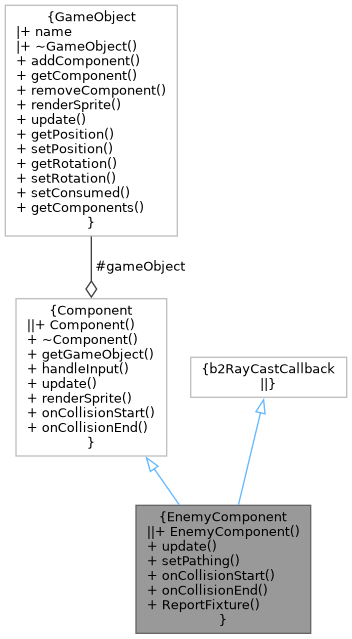 {GameObject
|+ name
|+ ~GameObject()
+ addComponent()
+ getComponent()
+ removeComponent()
+ renderSprite()
+ update()
+ getPosition()
+ setPosition()
+ getRotation()
+ setRotation()
+ setConsumed()
+ getComponents()
}
#gameObject
{Component
||+ Component()
+ ~Component()
+ getGameObject()
+ handleInput()
+ update()
+ renderSprite()
+ onCollisionStart()
+ onCollisionEnd()
}
{b2RayCastCallback
||}
{EnemyComponent
||+ EnemyComponent()
+ update()
+ setPathing()
+ onCollisionStart()
+ onCollisionEnd()
+ ReportFixture()
}